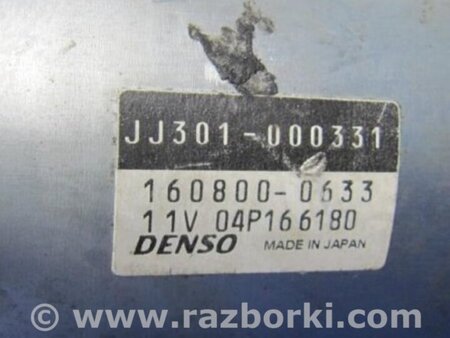 JJ301-000331
160800-0633
11V 04P166180
DENSO MADE IN JAPAN
© www.razborki.com